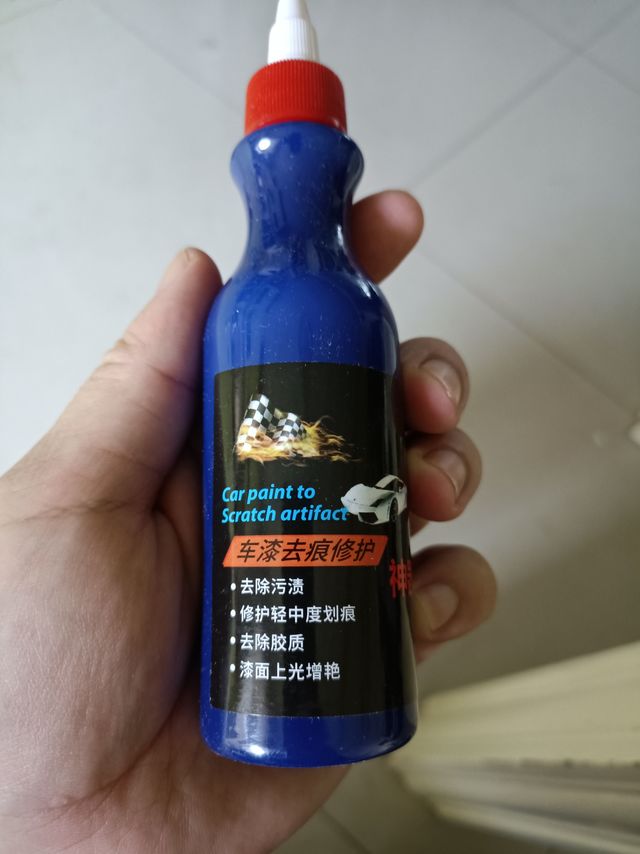 Car paint to
Scratch artifact
车漆去痕修护
神
• 去除污渍
• 修护轻中度划痕
• 去除胶质
• 漆面上光增艳